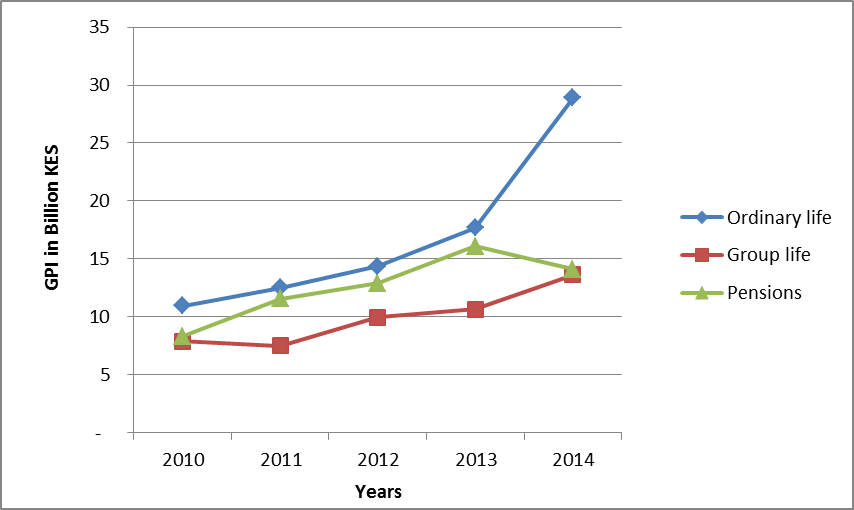 35
30
25
20
15
10
5
-
GPI in Billion KES
2010 2011 2012 2013 2014
Years
Ordinary life
Group life
Pensions